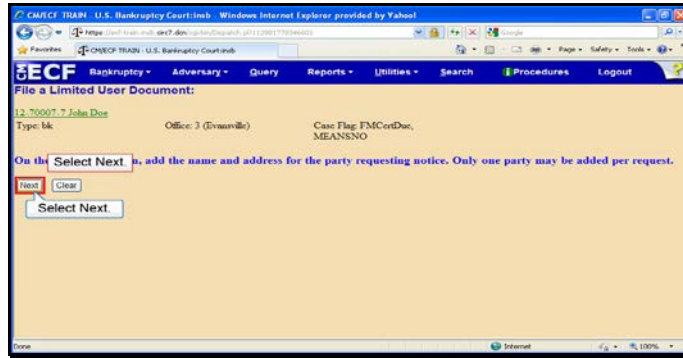 CM/ECF TRAIN - U.S. Bankruptcy Court:insb - Windows Internet Explorer provided by Yahoo!
Google
Favorites CM/ECF TRAIN - U.S. Bankruptcy Court:insb Page Safety Tools
ECF Bankruptcy Adversary Query Reports Utilities Search Procedures Logout ?
File a Limited User Document:
12-70007-7 John Doe
Type: bk Office: 3 (Evansville) Case Flag: FMCertDue,
MEANSNO
On the Select Next. n, add the name and address for the party requesting notice. Only one party may be added per request.
Next Clear
Select Next.
Done Internet 100%